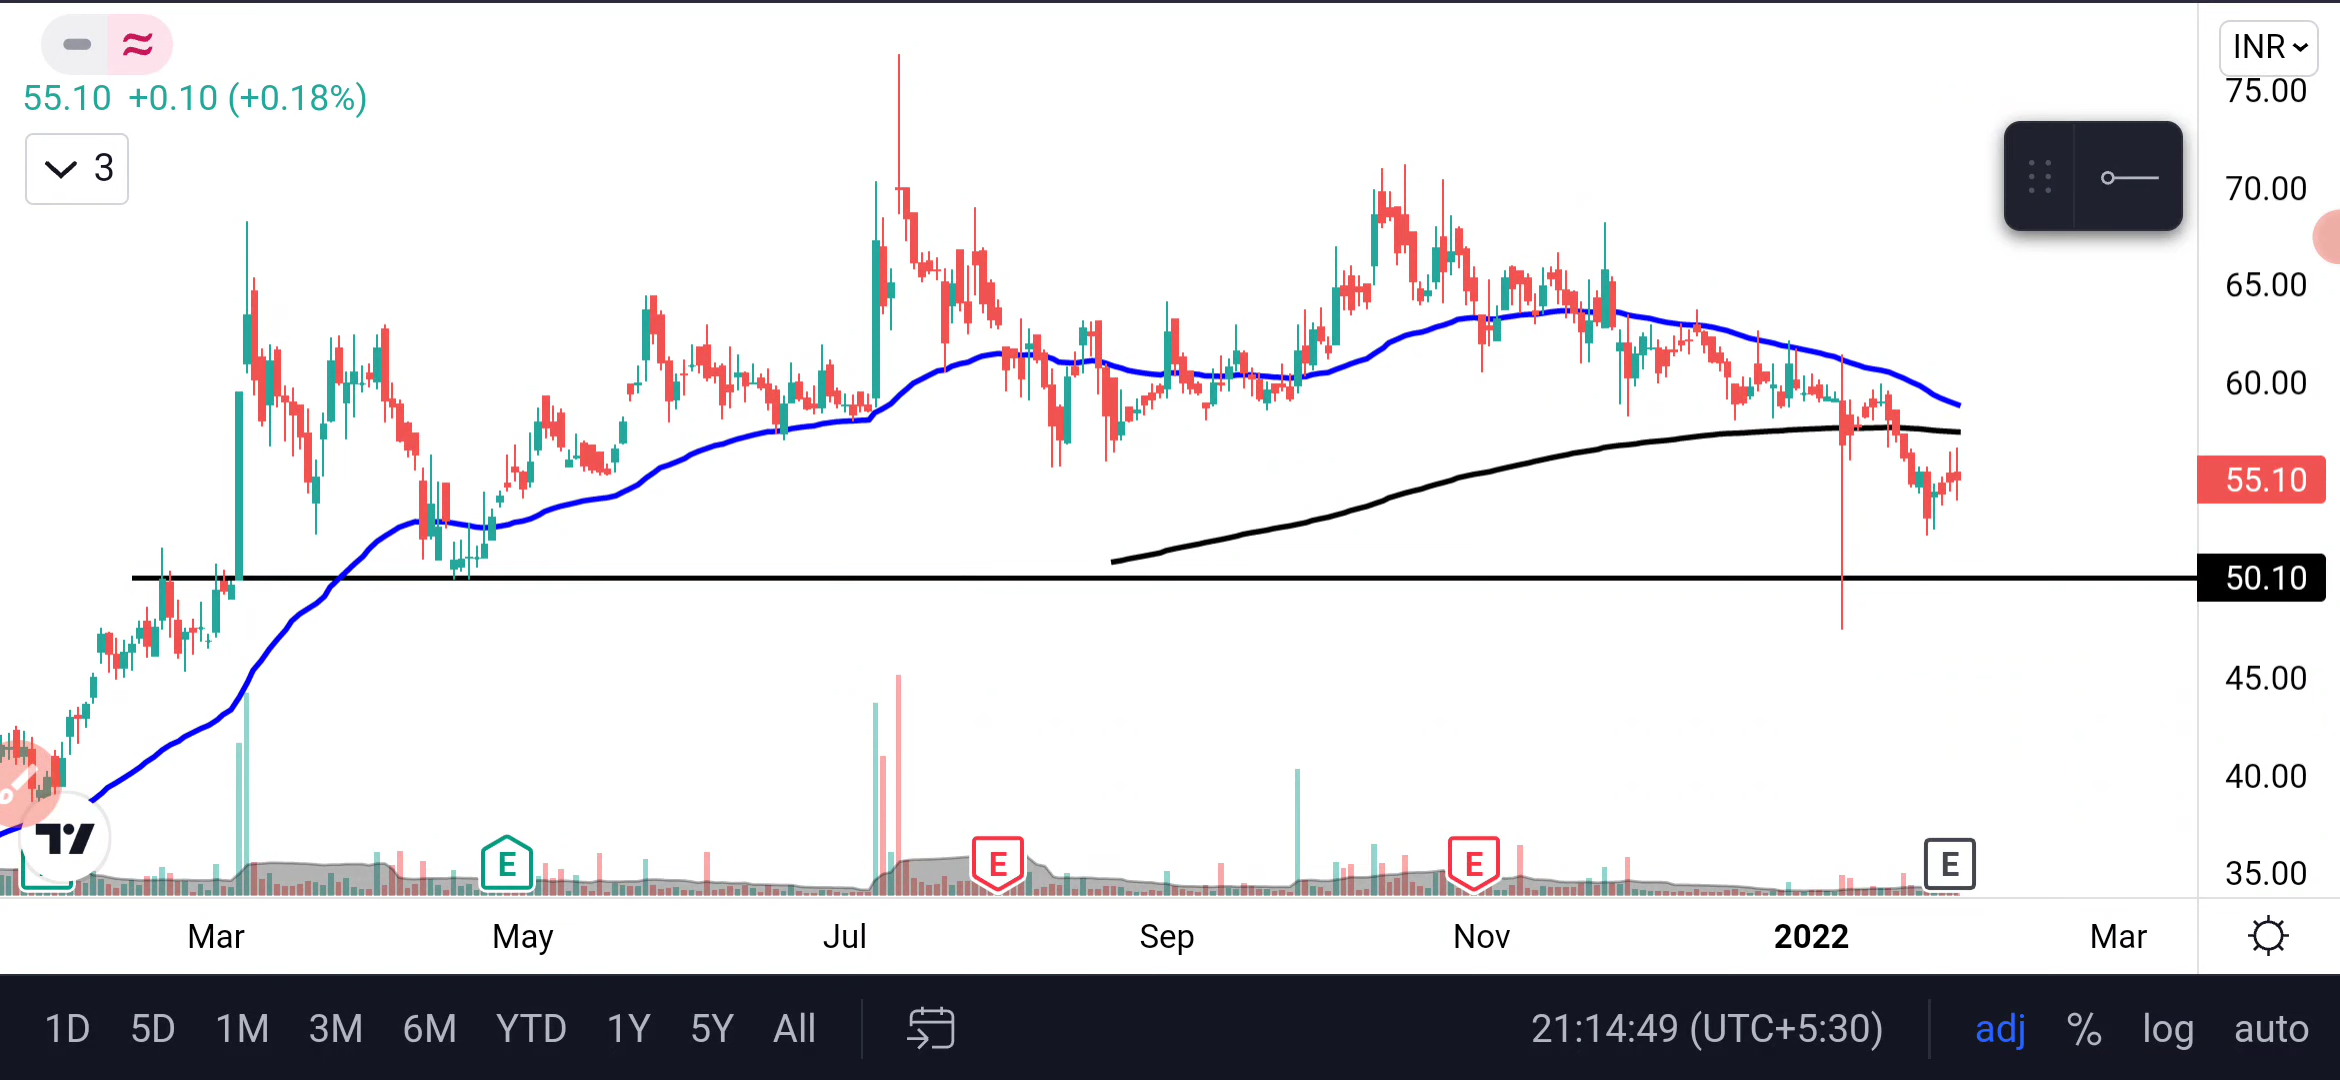 INR
55.10 +0.10 (+0.18%)
3
75.00
70.00
65.00
60.00
55.10
50.10
45.00
40.00
35.00
E E E E
Mar May Jul Sep Nov 2022 Mar
1D 5D 1M 3M 6M YTD 1Y 5Y All 21:14:49 (UTC+5:30) adj % log auto